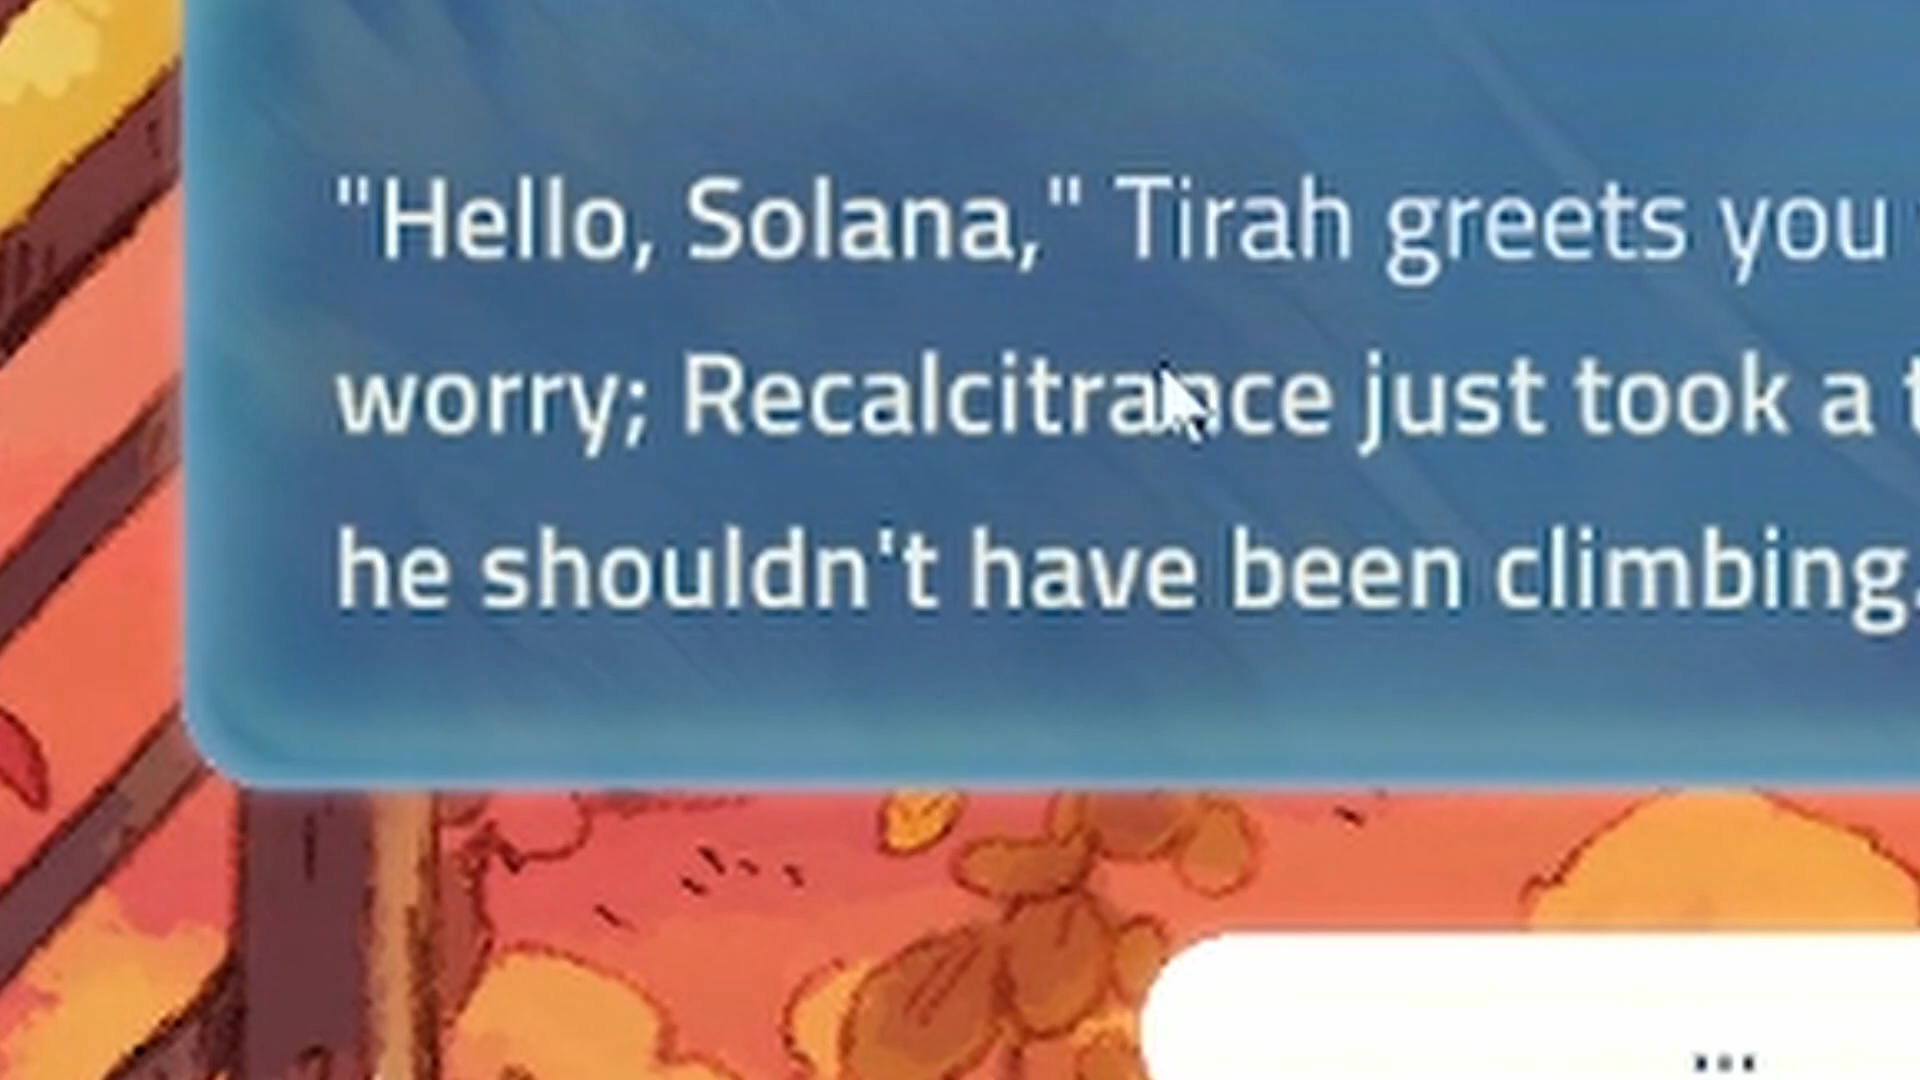 "Hello, Solana," Tirah greets you
worry; Recalcitrance just took a
he shouldn't have been climbing.
...